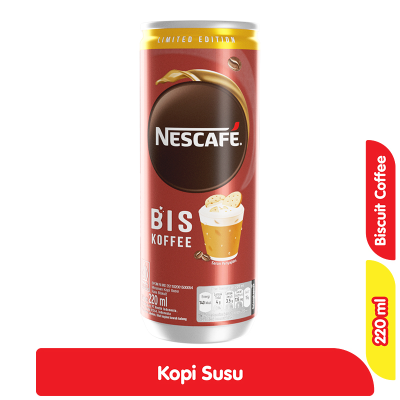 LIMITED EDITION
NESCAFÉ.
BIS
KOFFEE
220 ml
Biscuit Coffee
220 ml
Kopi Susu